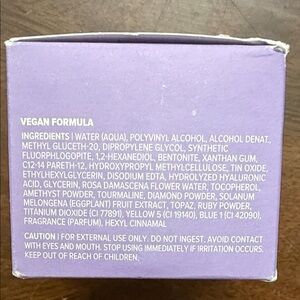 VEGAN FORMULA
INGREDIENTS | WATER (AQUA), POLYVINYL ALCOHOL, ALCOHOL DENAT.,
METHYL GLUCETH-20, DIPROPYLENE GLYCOL, SYNTHETIC
FLUORPHLOGOPITE, 1,2-HEXANEDIOL, BENTONITE, XANTHAN GUM,
C12-14 PARETH-12, HYDROXYPROPYL METHYLCELLULOSE, TIN OXIDE,
ETHYLHEXYLGLYCERIN, DISODIUM EDTA, HYDROLYZED HYALURONIC
ACID, GLYCERIN, ROSA DAMASCENA FLOWER WATER, TOCOPHEROL,
AMETHYST POWDER, TOURMALINE, DIAMOND POWDER, SOLANUM
MELONGENA (EGGPLANT) FRUIT EXTRACT, TOPAZ, RUBY POWDER,
TITANIUM DIOXIDE (CI 77891), YELLOW 5 (CI 19140), BLUE 1 (CI 42090),
FRAGRANCE (PARFUM), HEXYL CINNAMAL
CAUTION | FOR EXTERNAL USE ONLY. DO NOT INGEST. AVOID CONTACT
WITH EYES AND MOUTH. STOP USING IMMEDIATELY IF IRRITATION OCCURS.
KEEP OUT OF REACH OF CHILDREN.